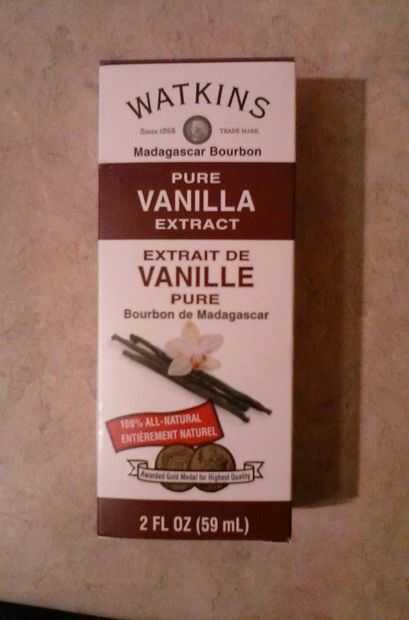 WATKINS
Since 1868 TRADE MARK
Madagascar Bourbon
PURE
VANILLA
EXTRACT
EXTRAIT DE
VANILLE
PURE
Bourbon de Madagascar
100% ALL-NATURAL
ENTIÈREMENT NATUREL
Awarded Gold Medal for Highest Quality
2 FL OZ (59 mL)